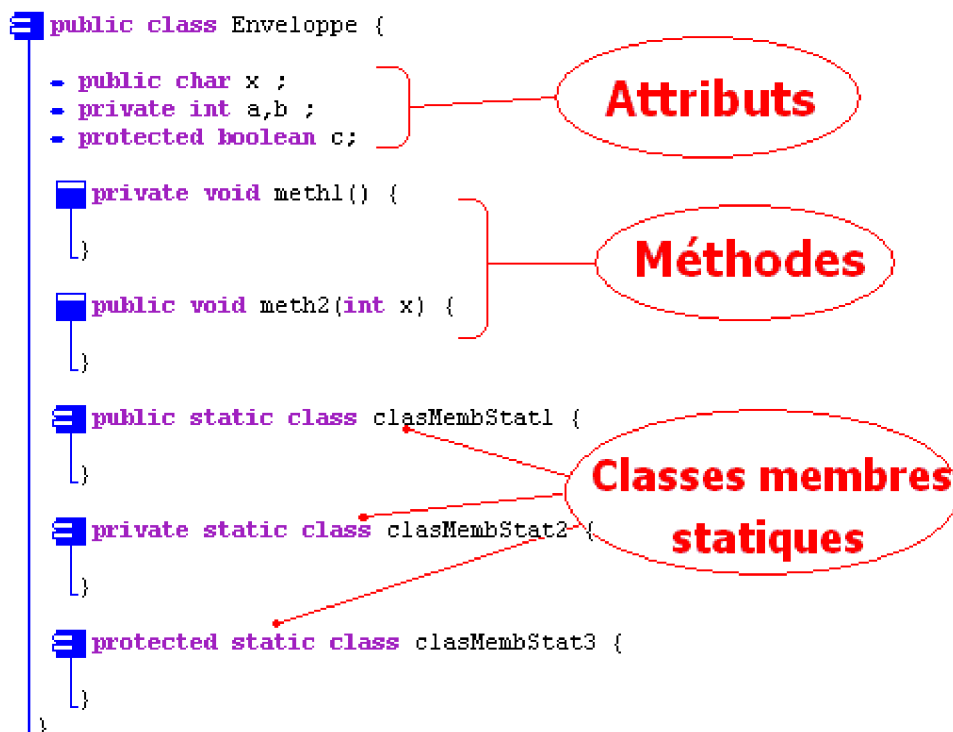 public class Enveloppe {
public char x ;
private int a,b ;
protected boolean c;
Attributs
private void meth1() {
}
public void meth2(int x) {
}
Méthodes
public static class clasMembStat1 {
}
private static class clasMembStat2 {
}
protected static class clasMembStat3 {
}
}
Classes membres
statiques